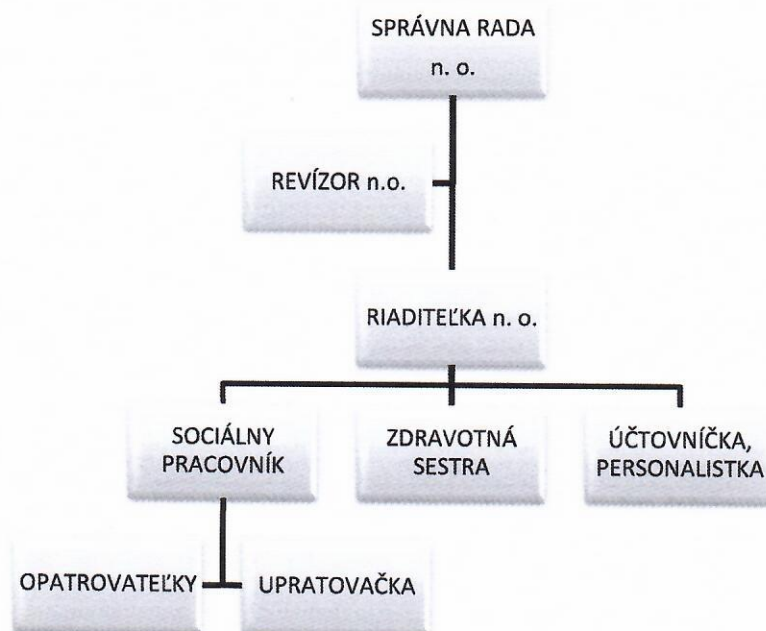 SPRÁVNA RADA
n. o.
REVÍZOR n.o.
RIADITEĽKA n. o.
SOCIÁLNY
PRACOVNÍK
ZDRAVOTNÁ
SESTRA
ÚČTOVNÍČKA,
PERSONALISTKA
OPATROVATEĽKY
UPRATOVAČKA